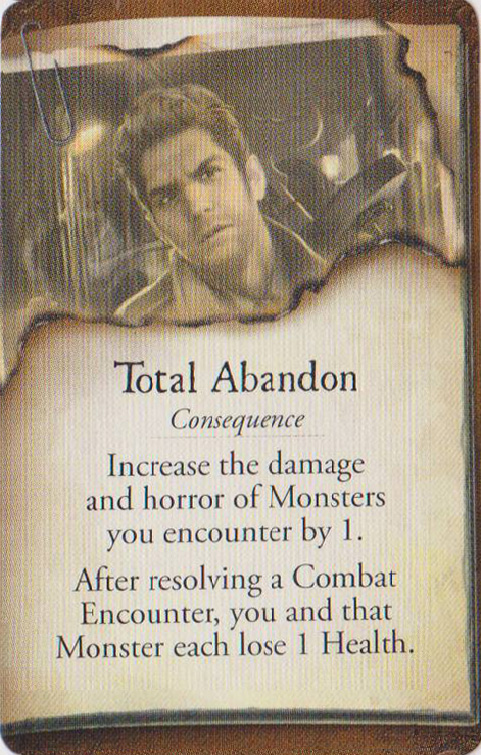 Total Abandon
Consequence
Increase the damage
and horror of Monsters
you encounter by 1.
After resolving a Combat
Encounter, you and that
Monster each lose 1 Health.